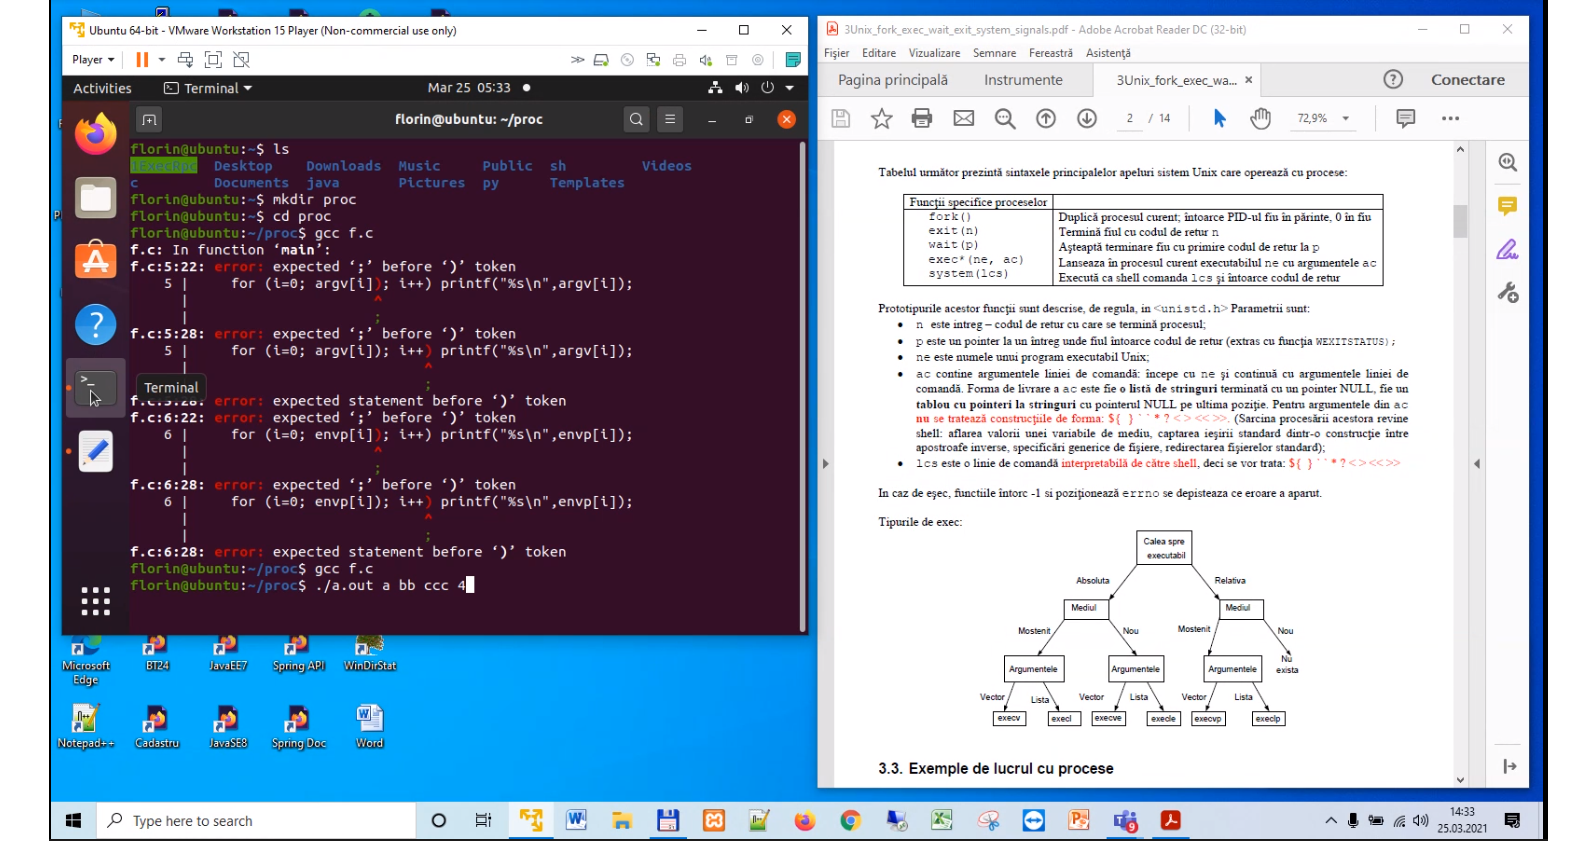 Ubuntu 64-bit - VMware Workstation 15 Player (Non-commercial use only)
Player
Activities
Terminal
Mar 25 05:33
florin@ubuntu: ~/proc
florin@ubuntu:~$ ls
1ExecRpc Desktop Downloads Music Public sh Videos
c Documents java Pictures py Templates
florin@ubuntu:~$ mkdir proc
florin@ubuntu:~$ cd proc
florin@ubuntu:~/proc$ gcc f.c
f.c: In function ‘main’:
f.c:5:22: error: expected ‘;’ before ‘)’ token
5 | for (i=0; argv[i]); i++) printf("%s\n",argv[i]);
| ^
| ;
f.c:5:28: error: expected ‘;’ before ‘)’ token
5 | for (i=0; argv[i]); i++) printf("%s\n",argv[i]);
| ^
| ;
Terminal
f.c:5:28: error: expected statement before ‘)’ token
f.c:6:22: error: expected ‘;’ before ‘)’ token
6 | for (i=0; envp[i]); i++) printf("%s\n",envp[i]);
| ^
| ;
f.c:6:28: error: expected ‘;’ before ‘)’ token
6 | for (i=0; envp[i]); i++) printf("%s\n",envp[i]);
| ^
| ;
f.c:6:28: error: expected statement before ‘)’ token
florin@ubuntu:~/proc$ gcc f.c
florin@ubuntu:~/proc$ ./a.out a bb ccc 4
Microsoft Edge
BT24
JavaEE7
Spring API
WinDirStat
Notepad++
Cadastru
JavaSE8
Spring Doc
Word
3Unix_fork_exec_wait_exit_system_signals.pdf - Adobe Acrobat Reader DC (32-bit)
Fișier Editare Vizualizare Semnare Fereastră Asistență
Pagina principală
Instrumente
3Unix_fork_exec_wa... ×
Conectare
2 / 14
72,9%
Tabelul următor prezintă sintaxele principalelor apeluri sistem Unix care operează cu procese:
Funcții specifice proceselor
fork() Duplică procesul curent; întoarce PID-ul fiu în părinte, 0 în fiu
exit(n) Termină fiul cu codul de retur n
wait(p) Așteaptă terminare fiu cu primire codul de retur la p
exec*(ne, ac) Lanseaza în procesul curent executabilul ne cu argumentele ac
system(lcs) Execută ca shell comanda lcs și întoarce codul de retur
Prototipurile acestor funcții sunt descrise, de regula, in <unistd.h> Parametrii sunt:
• n este intreg – codul de retur cu care se termină procesul;
• p este un pointer la un întreg unde fiul întoarce codul de retur (extras cu funcția WEXITSTATUS);
• ne este numele unui program executabil Unix;
• ac contine argumentele liniei de comandă: începe cu ne și continuă cu argumentele liniei de
comandă. Forma de livrare a ac este fie o listă de stringuri terminată cu un pointer NULL, fie un
tablou cu pointeri la stringuri cu pointerul NULL pe ultima poziție. Pentru argumentele din ac
nu se tratează construcțiile de forma: ${ } ` ` * ? < > << >>. (Sarcina procesării acestora revine
shell: aflarea valorii unei variabile de mediu, captarea ieșirii standard dintr-o construcție între
apostroafe inverse, specificări generice de fișiere, redirectarea fișierelor standard);
• lcs este o linie de comandă interpretabilă de către shell, deci se vor trata: ${ } ` ` * ? < > << >>
In caz de eșec, functiile întorc -1 si poziționează errno se depisteaza ce eroare a aparut.
Tipurile de exec:
Calea spre
executabil
Absoluta
Relativa
Mediul
Mediul
Mostenit
Nou
Mostenit
Nou
Argumentele
Argumentele
Argumentele
Nu
exista
Vector
Lista
Vector
Lista
Vector
Lista
execv
execl
execve
execle
execvp
execlp
3.3. Exemple de lucrul cu procese
Type here to search
9
14:33
25.03.2021